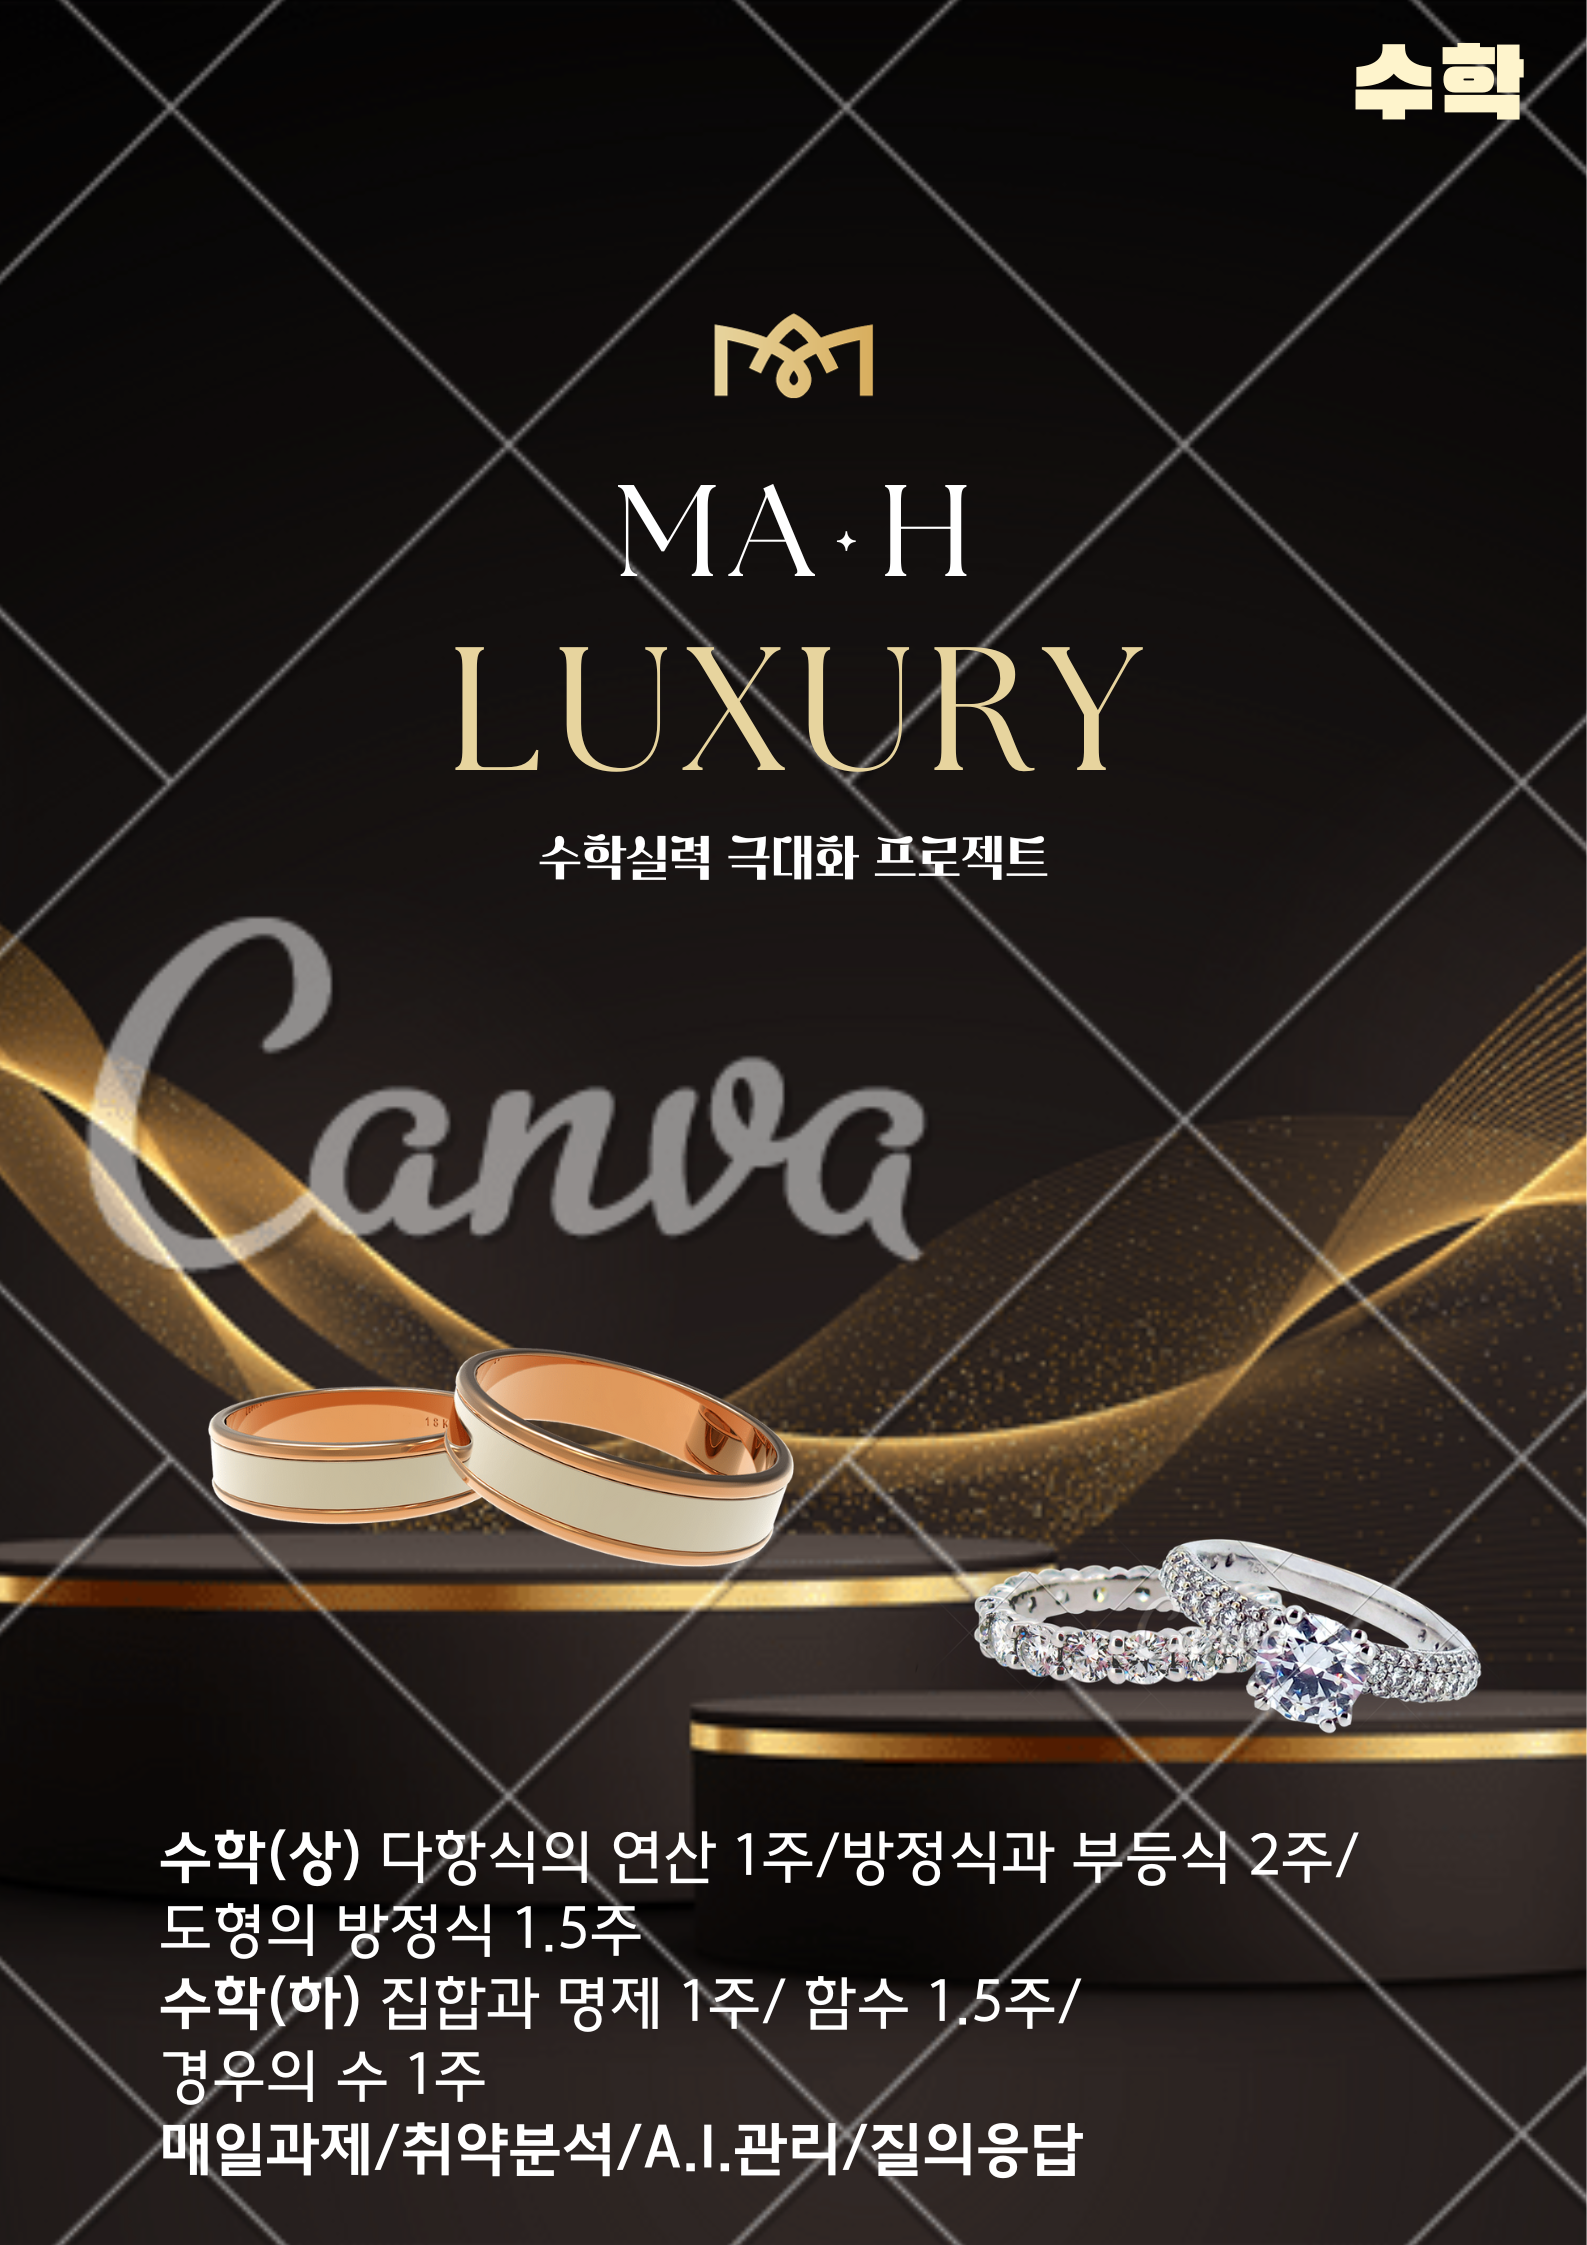 수학
MA✦H
LUXURY
수학실력 극대화 프로젝트
Canva
18K
750
수학(상) 다항식의 연산 1주/방정식과 부등식 2주/
도형의 방정식 1.5주
수학(하) 집합과 명제 1주/ 함수 1.5주/
경우의 수 1주
매일과제/취약분석/A.I.관리/질의응답